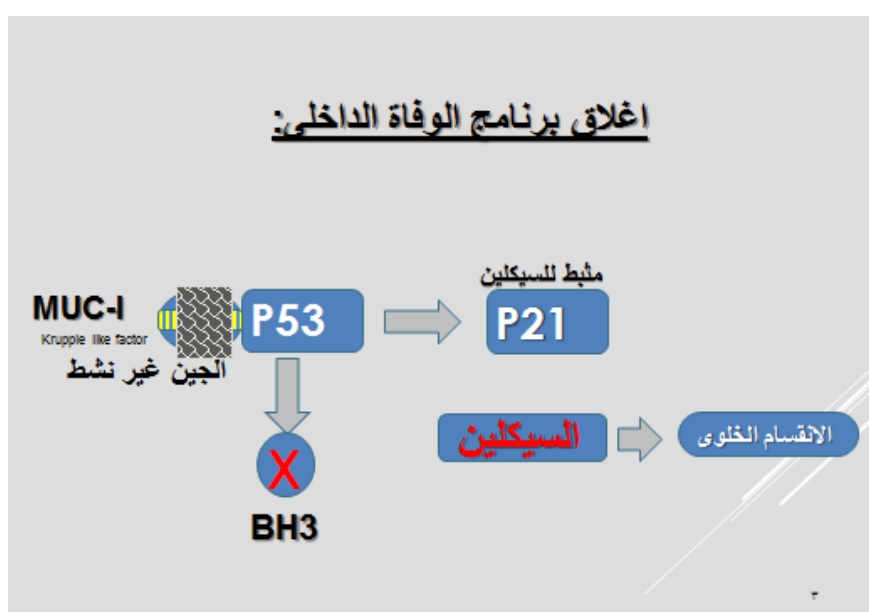 اغلاق برنامج الوفاة الداخلى:
مثبط للسيكلين
MUC-I
Krupple like factor
P53
P21
الجين غير نشط
السيكلين
الانقسام الخلوى
X
BH3
٣